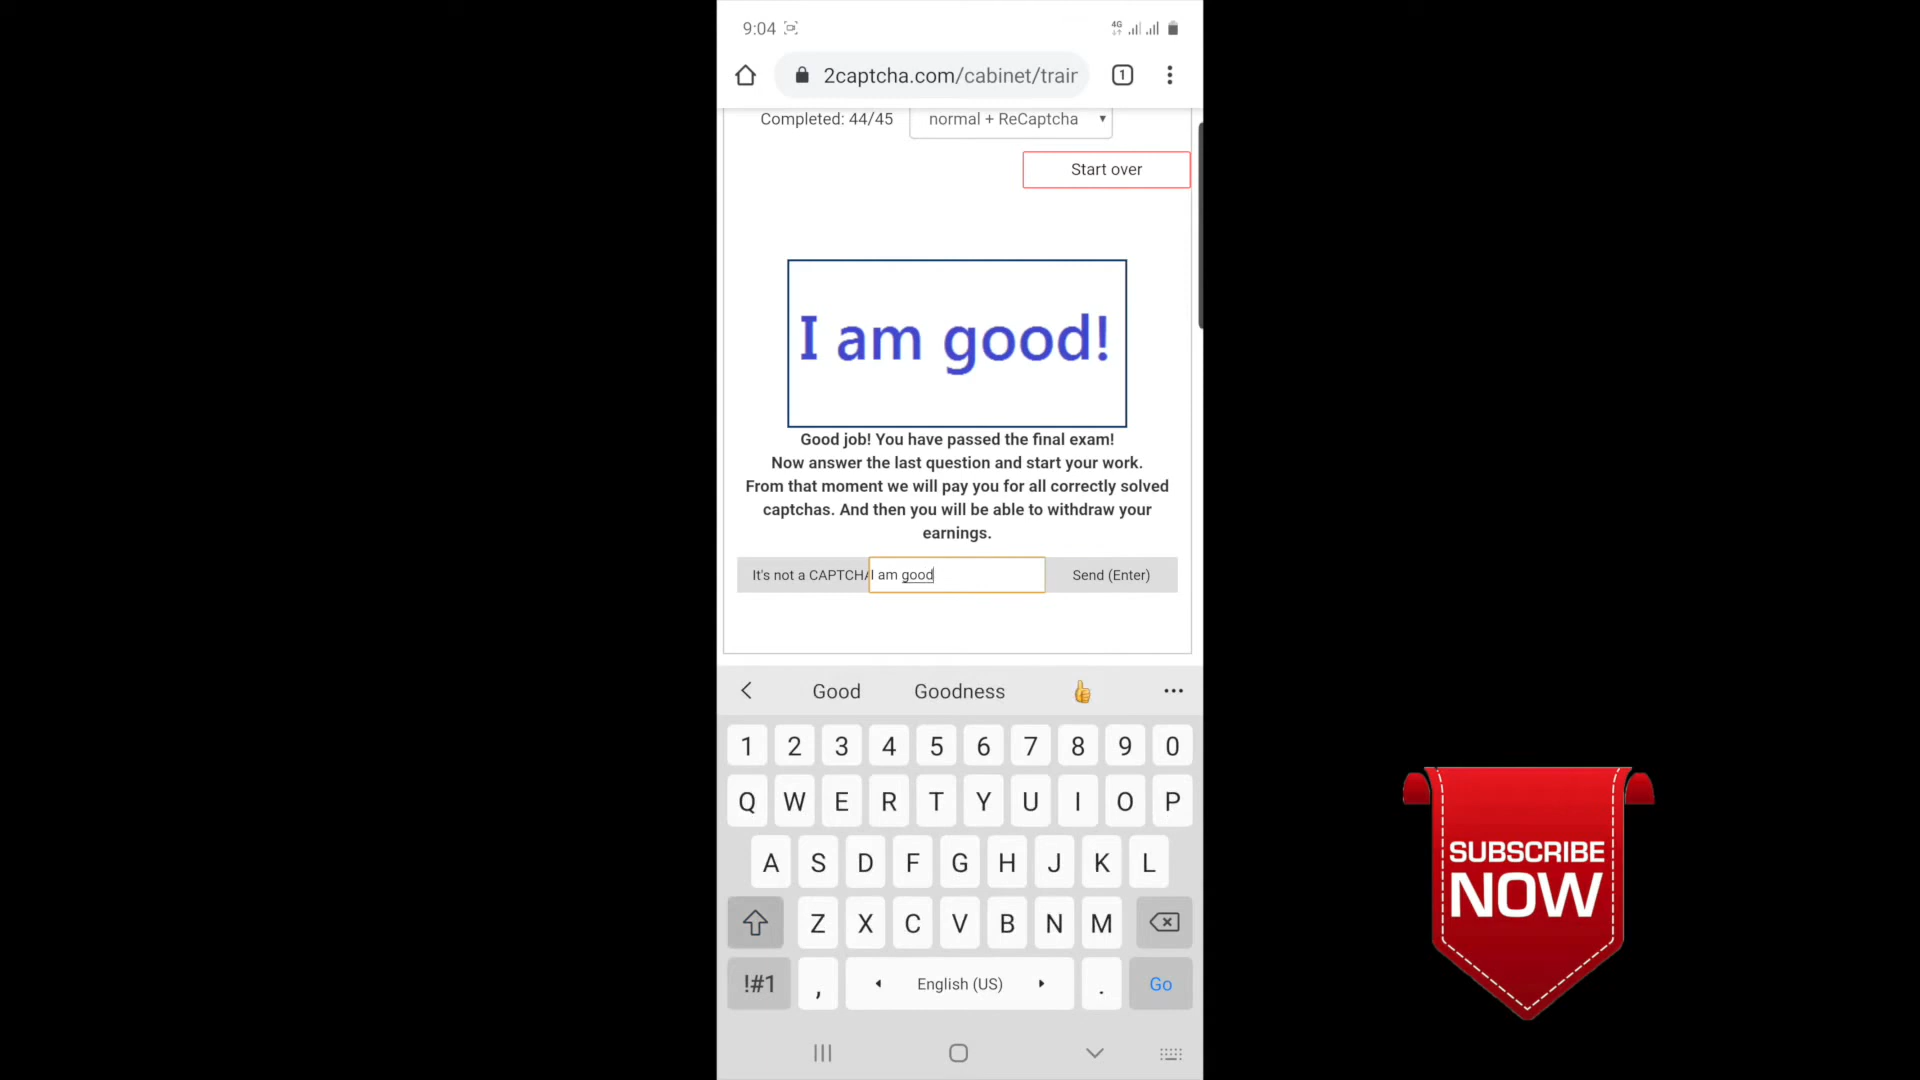 9:04
4G
2captcha.com/cabinet/trair
1
Completed: 44/45
normal + ReCaptcha
Start over
I am good!
Good job! You have passed the final exam!
Now answer the last question and start your work.
From that moment we will pay you for all correctly solved
captchas. And then you will be able to withdraw your
earnings.
It's not a CAPTCHA
I am good
Send (Enter)
Good
Goodness
1 2 3 4 5 6 7 8 9 0
Q W E R T Y U I O P
A S D F G H J K L
Z X C V B N M
!#1 , English (US) . Go
SUBSCRIBE
NOW